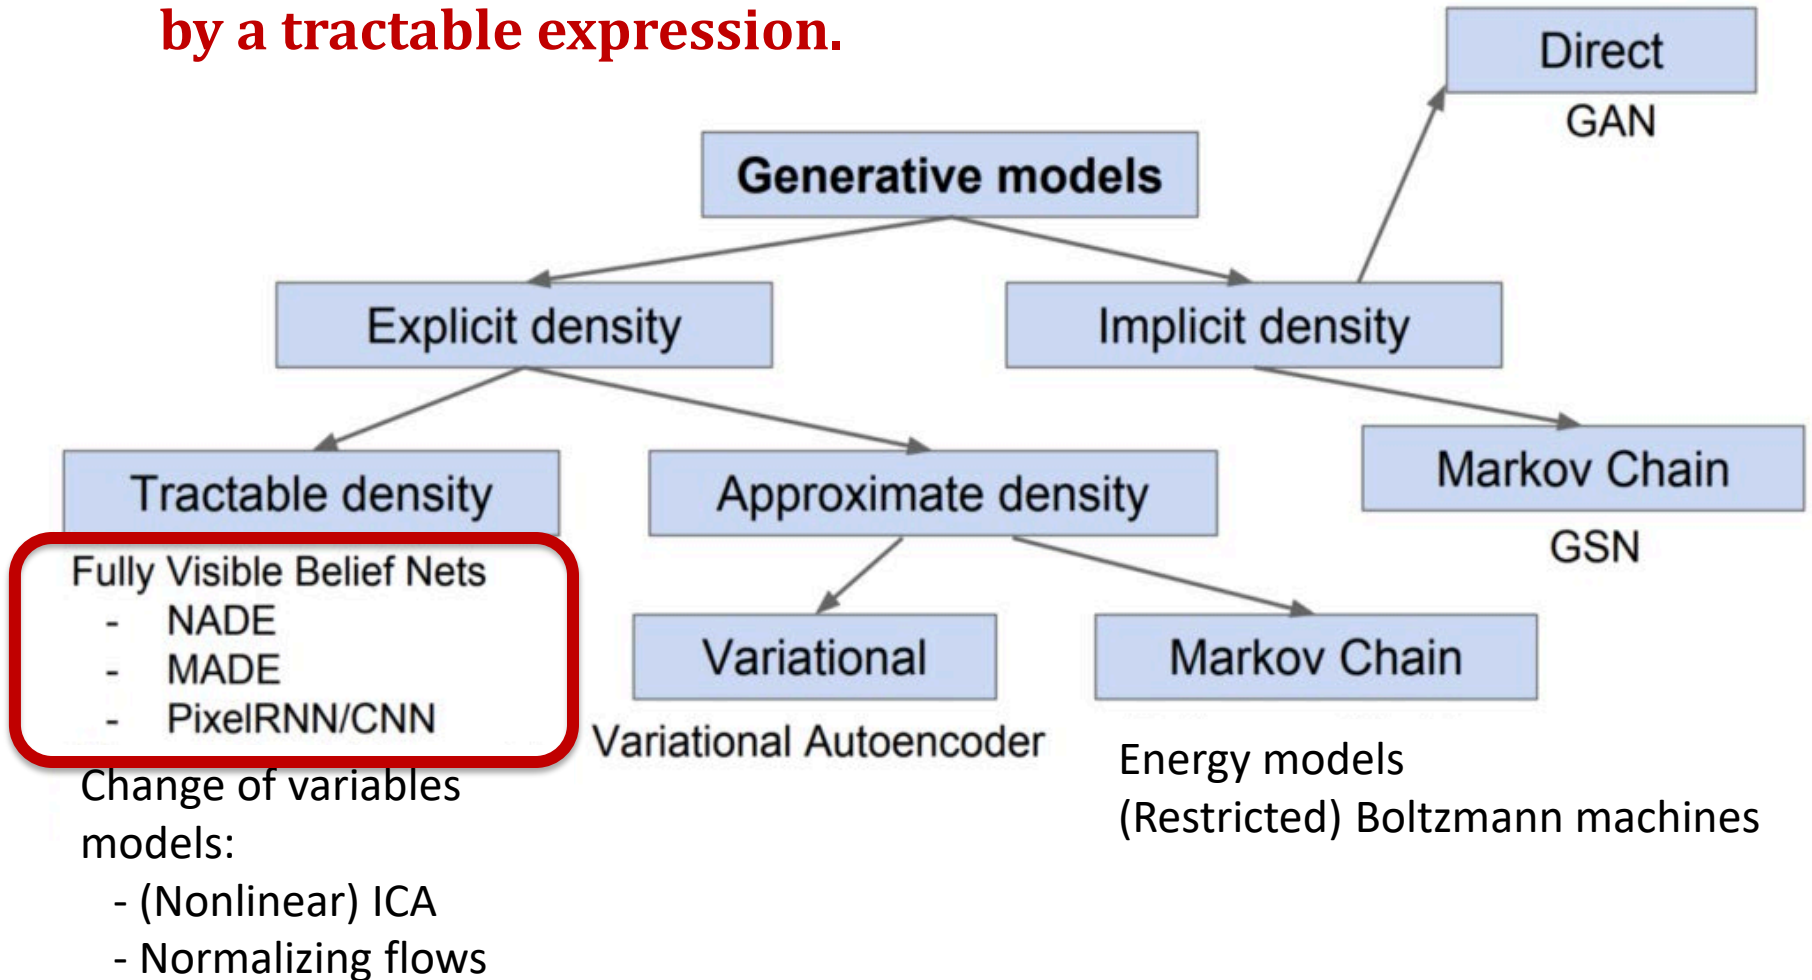 by a tractable expression.
Direct
GAN
Generative models
Explicit density
Implicit density
Tractable density
Approximate density
Markov Chain
GSN
Fully Visible Belief Nets
- NADE
- MADE
- PixelRNN/CNN
Variational
Markov Chain
Variational Autoencoder
Energy models
(Restricted) Boltzmann machines
Change of variables
models:
- (Nonlinear) ICA
- Normalizing flows